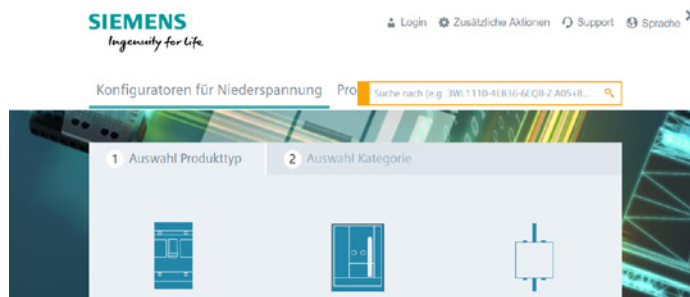 SIEMENS
Ingenuity for life
Login Zusätzliche Aktionen Support Sprache
Konfiguratoren für Niederspannung Pro
Suche nach (e.g. 3WL1110-4EB36-6EQ8-Z A05+8...
1 Auswahl Produkttyp 2 Auswahl Kategorie